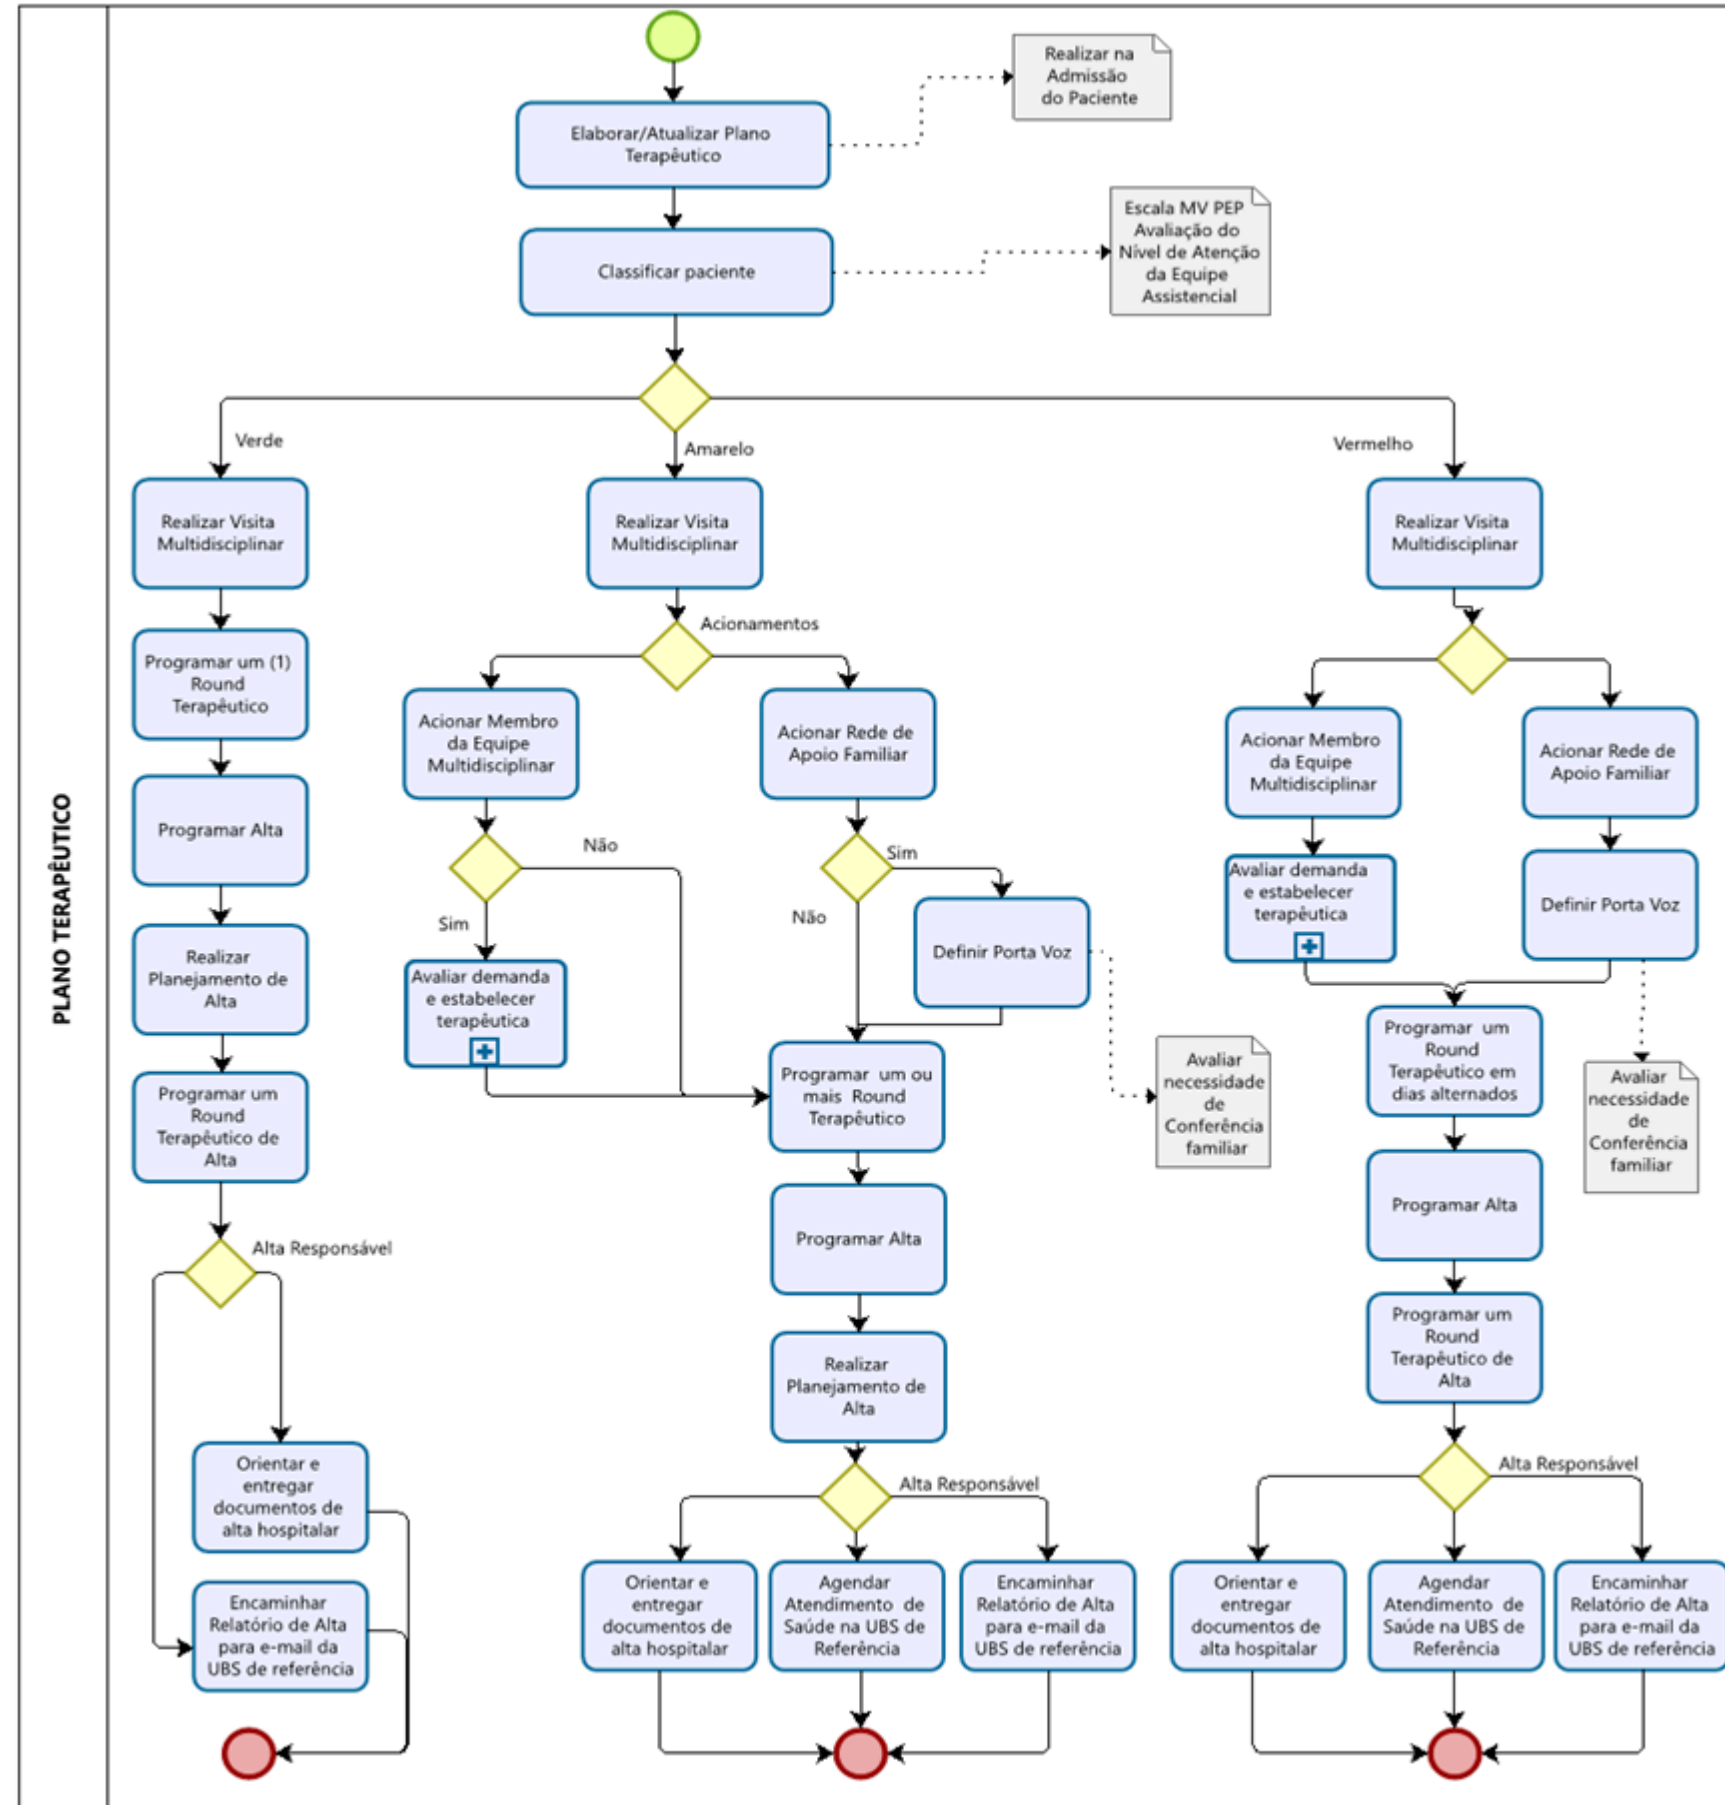 PLANO TERAPÊUTICO
Realizar na
Admissão
do Paciente
Elaborar/Atualizar Plano
Terapêutico
Escala MV PEP
Avaliação do
Nível de Atenção
da Equipe
Assistencial
Classificar paciente
Verde
Amarelo
Vermelho
Realizar Visita
Multidisciplinar
Programar um (1)
Round
Terapêutico
Programar Alta
Realizar
Planejamento de
Alta
Programar um
Round
Terapêutico de
Alta
Alta Responsável
Orientar e
entregar
documentos de
alta hospitalar
Encaminhar
Relatório de Alta
para e-mail da
UBS de referência
Realizar Visita
Multidisciplinar
Acionamentos
Acionar Membro
da Equipe
Multidisciplinar
Não
Sim
Avaliar demanda
e estabelecer
terapêutica
Acionar Rede de
Apoio Familiar
Sim
Não
Definir Porta Voz
Avaliar
necessidade
de
Conferência
familiar
Programar um ou
mais Round
Terapêutico
Programar Alta
Realizar
Planejamento de
Alta
Alta Responsável
Orientar e
entregar
documentos de
alta hospitalar
Agendar
Atendimento de
Saúde na UBS de
Referência
Encaminhar
Relatório de Alta
para e-mail da
UBS de referência
Realizar Visita
Multidisciplinar
Acionar Membro
da Equipe
Multidisciplinar
Avaliar demanda
e estabelecer
terapêutica
Acionar Rede de
Apoio Familiar
Definir Porta Voz
Avaliar
necessidade
de
Conferência
familiar
Programar um
Round
Terapêutico em
dias alternados
Programar Alta
Programar um
Round
Terapêutico de
Alta
Alta Responsável
Orientar e
entregar
documentos de
alta hospitalar
Agendar
Atendimento de
Saúde na UBS de
Referência
Encaminhar
Relatório de Alta
para e-mail da
UBS de referência